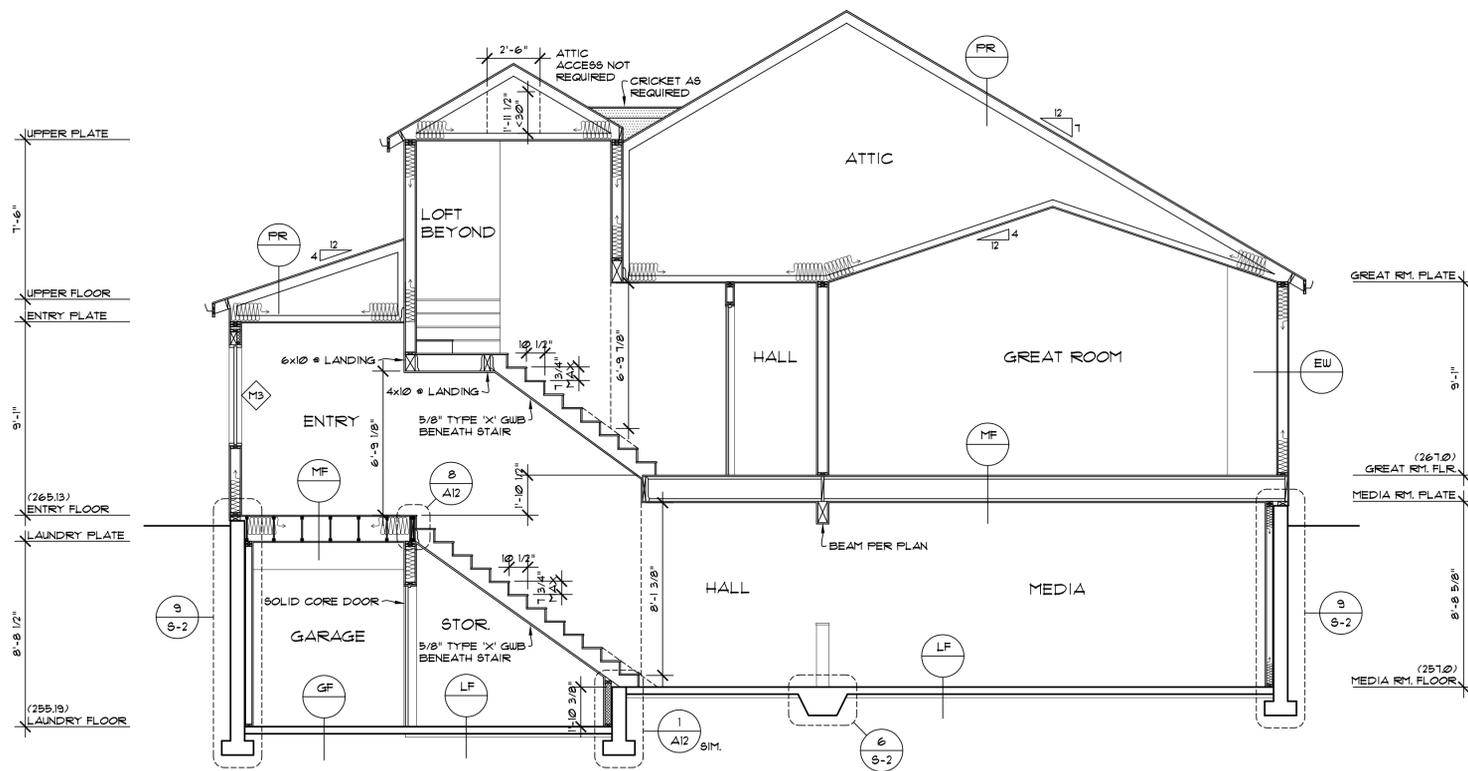 2'-6"
ATTIC
ACCESS NOT
REQUIRED
CRICKET AS
REQUIRED
1'-11 1/2"
<30"
PR
12
7
UPPER PLATE
ATTIC
7'-6"
LOFT
BEYOND
PR
12
4
4
12
UPPER FLOOR
ENTRY PLATE
GREAT RM. PLATE
6x10 @ LANDING
4x10 @ LANDING
10 1/2"
7 3/4"
MAX
6'-9 7/8"
HALL
GREAT ROOM
EW
M3
9'-1"
ENTRY
6'-9 1/8"
5/8" TYPE 'X' GWB
BENEATH STAIR
9'-1"
MF
MF
8
A12
1'-10 1/2"
(267.0)
GREAT RM. FLR.
MEDIA RM. PLATE
(265.13)
ENTRY FLOOR
LAUNDRY PLATE
BEAM PER PLAN
10 1/2"
7 3/4"
MAX
8'-1 3/8"
HALL
MEDIA
SOLID CORE DOOR
9
S-2
GARAGE
STOR.
5/8" TYPE 'X' GWB
BENEATH STAIR
9
S-2
8'-8 1/2"
8'-8 5/8"
LF
GF
LF
1'-10 3/8"
(257.0)
MEDIA RM. FLOOR
(255.19)
LAUNDRY FLOOR
1
A12
SIM.
6
S-2